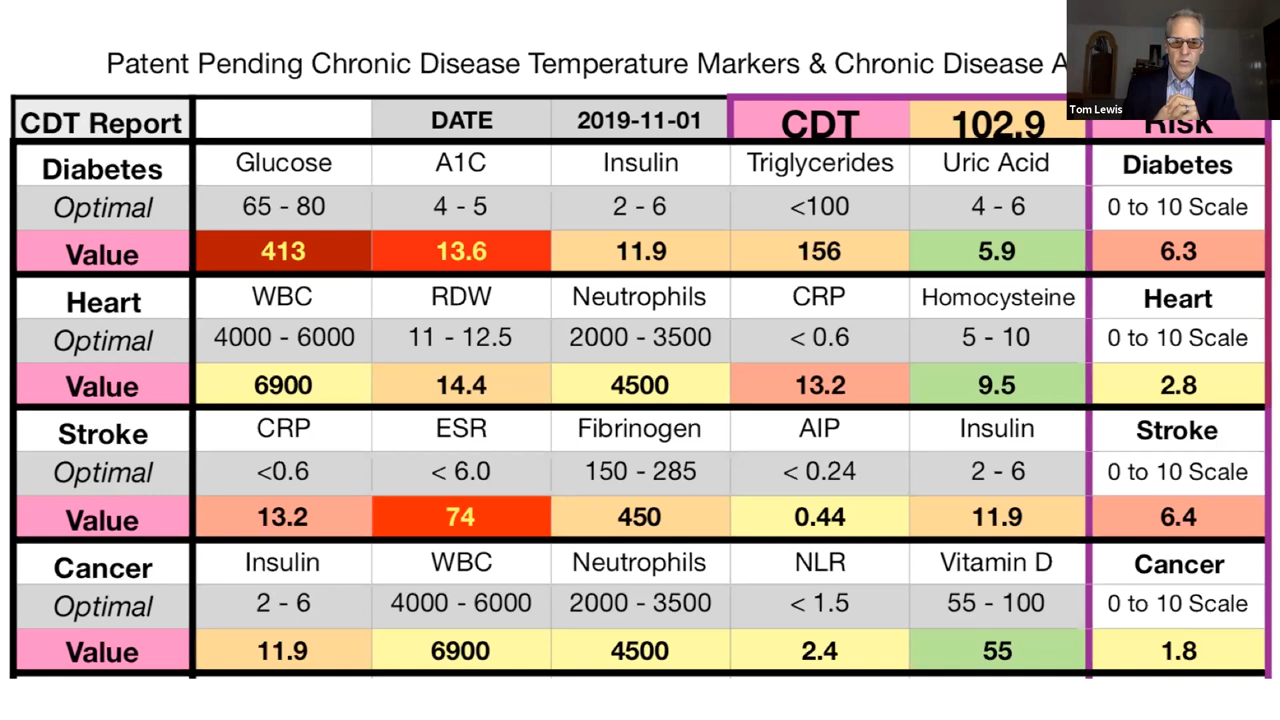 Patent Pending Chronic Disease Temperature Markers & Chronic Disease A
Tom Lewis
CDT Report DATE 2019-11-01 CDT 102.9 Risk
Diabetes Glucose A1C Insulin Triglycerides Uric Acid Diabetes
Optimal 65 - 80 4 - 5 2 - 6 <100 4 - 6 0 to 10 Scale
Value 413 13.6 11.9 156 5.9 6.3
Heart WBC RDW Neutrophils CRP Homocysteine Heart
Optimal 4000 - 6000 11 - 12.5 2000 - 3500 < 0.6 5 - 10 0 to 10 Scale
Value 6900 14.4 4500 13.2 9.5 2.8
Stroke CRP ESR Fibrinogen AIP Insulin Stroke
Optimal <0.6 < 6.0 150 - 285 < 0.24 2 - 6 0 to 10 Scale
Value 13.2 74 450 0.44 11.9 6.4
Cancer Insulin WBC Neutrophils NLR Vitamin D Cancer
Optimal 2 - 6 4000 - 6000 2000 - 3500 < 1.5 55 - 100 0 to 10 Scale
Value 11.9 6900 4500 2.4 55 1.8